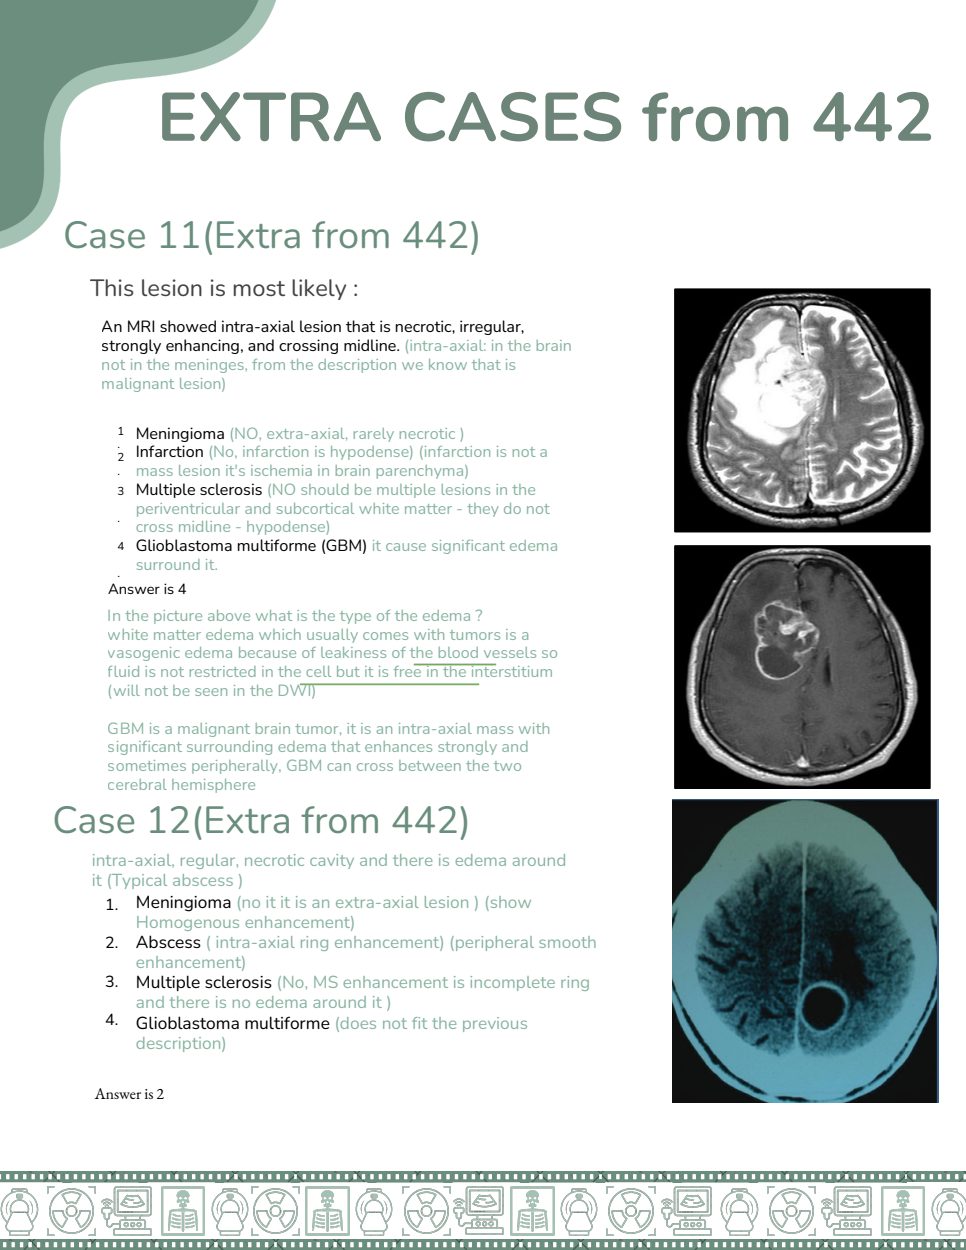 EXTRA CASES from 442
Case 11(Extra from 442)
This lesion is most likely :
An MRI showed intra-axial lesion that is necrotic, irregular,
strongly enhancing, and crossing midline. (intra-axial: in the brain
not in the meninges, from the description we know that is
malignant lesion)
1. Meningioma (NO, extra-axial, rarely necrotic )
2. Infarction (No, infarction is hypodense) (infarction is not a
mass lesion it's ischemia in brain parenchyma)
3. Multiple sclerosis (NO should be multiple lesions in the
periventricular and subcortical white matter - they do not
cross midline - hypodense)
4. Glioblastoma multiforme (GBM) it cause significant edema
surround it.
Answer is 4
In the picture above what is the type of the edema ?
white matter edema which usually comes with tumors is a
vasogenic edema because of leakiness of the blood vessels so
fluid is not restricted in the cell but it is free in the interstitium
(will not be seen in the DWI)
GBM is a malignant brain tumor, it is an intra-axial mass with
significant surrounding edema that enhances strongly and
sometimes peripherally, GBM can cross between the two
cerebral hemisphere
Case 12(Extra from 442)
intra-axial, regular, necrotic cavity and there is edema around
it (Typical abscess )
1. Meningioma (no it it is an extra-axial lesion ) (show
Homogenous enhancement)
2. Abscess ( intra-axial ring enhancement) (peripheral smooth
enhancement)
3. Multiple sclerosis (No, MS enhancement is incomplete ring
and there is no edema around it )
4. Glioblastoma multiforme (does not fit the previous
description)
Answer is 2